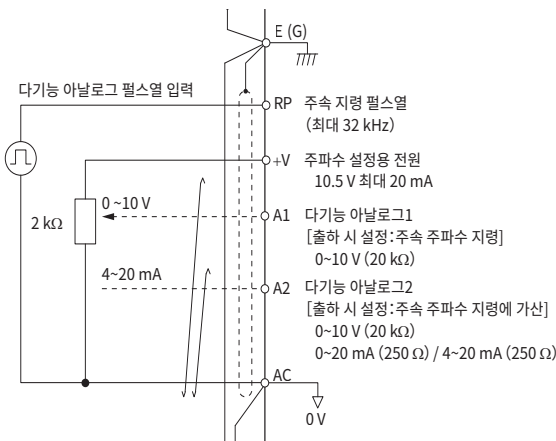 E (G)
다기능 아날로그 펄스열 입력
RP 주속 지령 펄스열
(최대 32 kHz)
+V 주파수 설정용 전원
10.5 V 최대 20 mA
0 ~10 V
2 kΩ
A1 다기능 아날로그1
[출하 시 설정:주속 주파수 지령]
0~10 V (20 kΩ)
4~20 mA
A2 다기능 아날로그2
[출하 시 설정:주속 주파수 지령에 가산]
0~10 V (20 kΩ)
0~20 mA (250 Ω) / 4~20 mA (250 Ω)
AC
0 V